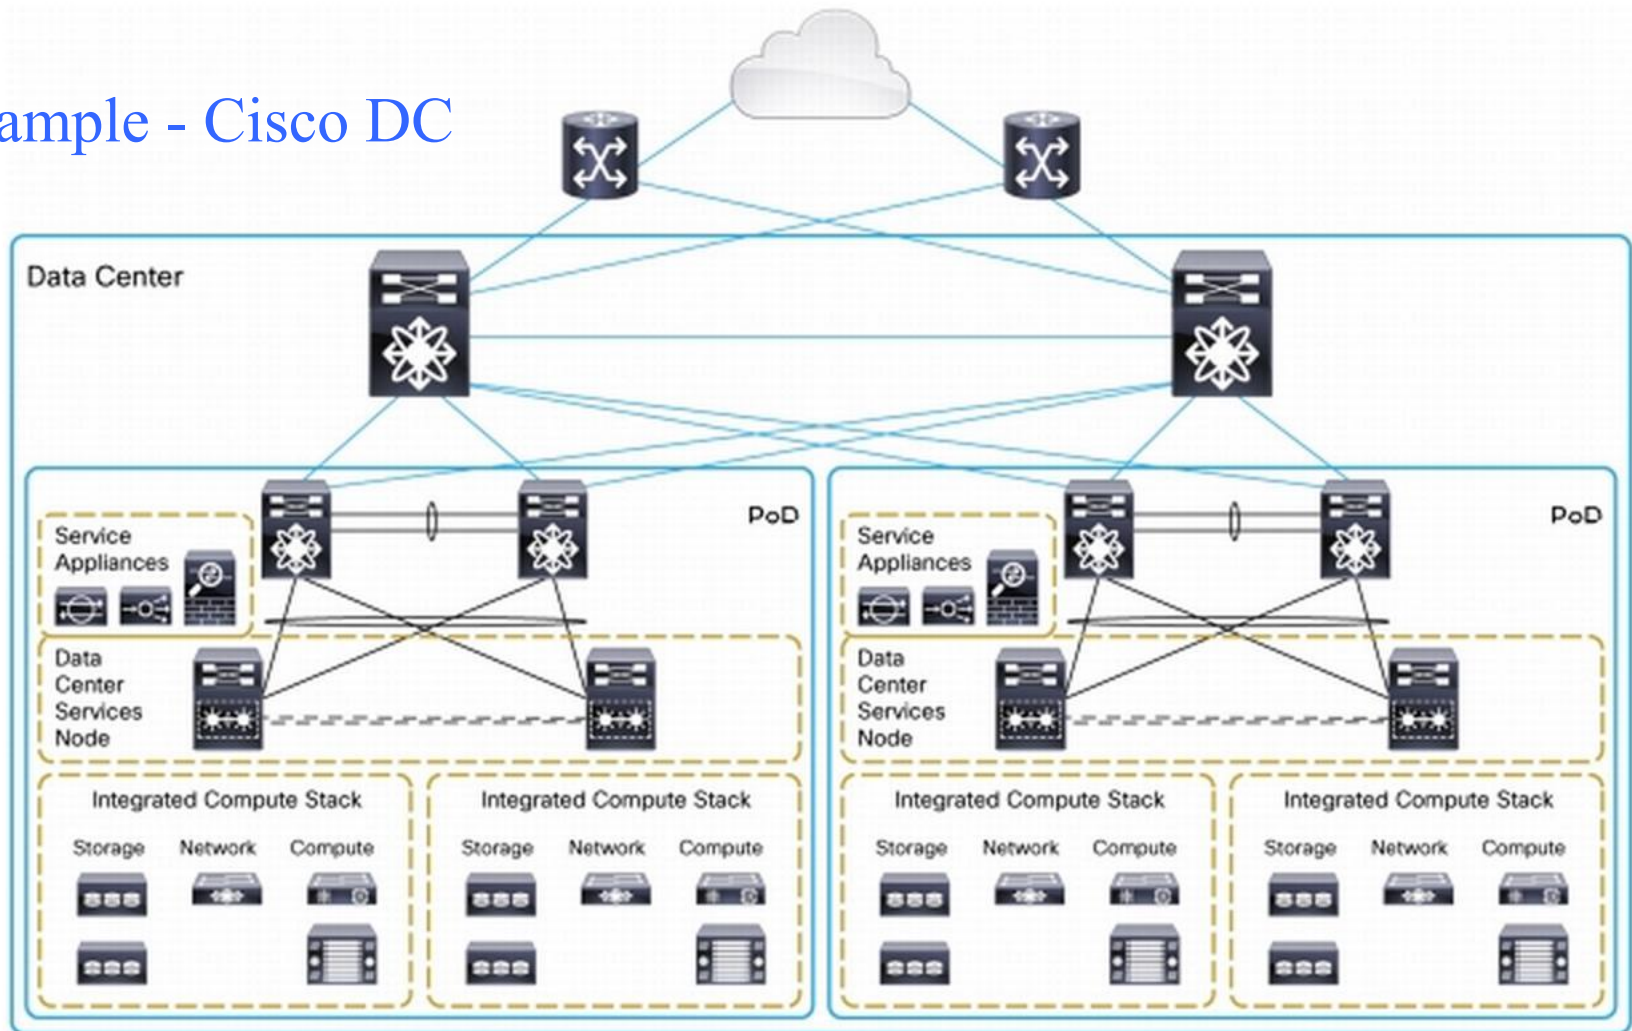 ample - Cisco DC
Data Center
PoD
Service
Appliances
Data
Center
Services
Node
Integrated Compute Stack
Storage Network Compute
Integrated Compute Stack
Storage Network Compute
PoD
Service
Appliances
Data
Center
Services
Node
Integrated Compute Stack
Storage Network Compute
Integrated Compute Stack
Storage Network Compute